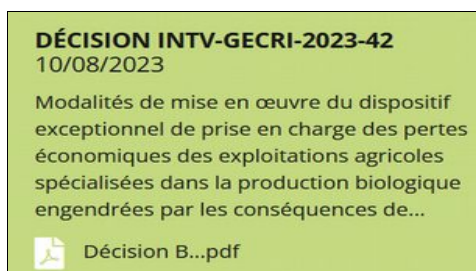 DÉCISION INTV-GECRI-2023-42
10/08/2023
Modalités de mise en œuvre du dispositif
exceptionnel de prise en charge des pertes
économiques des exploitations agricoles
spécialisées dans la production biologique
engendrées par les conséquences de...
Décision B...pdf